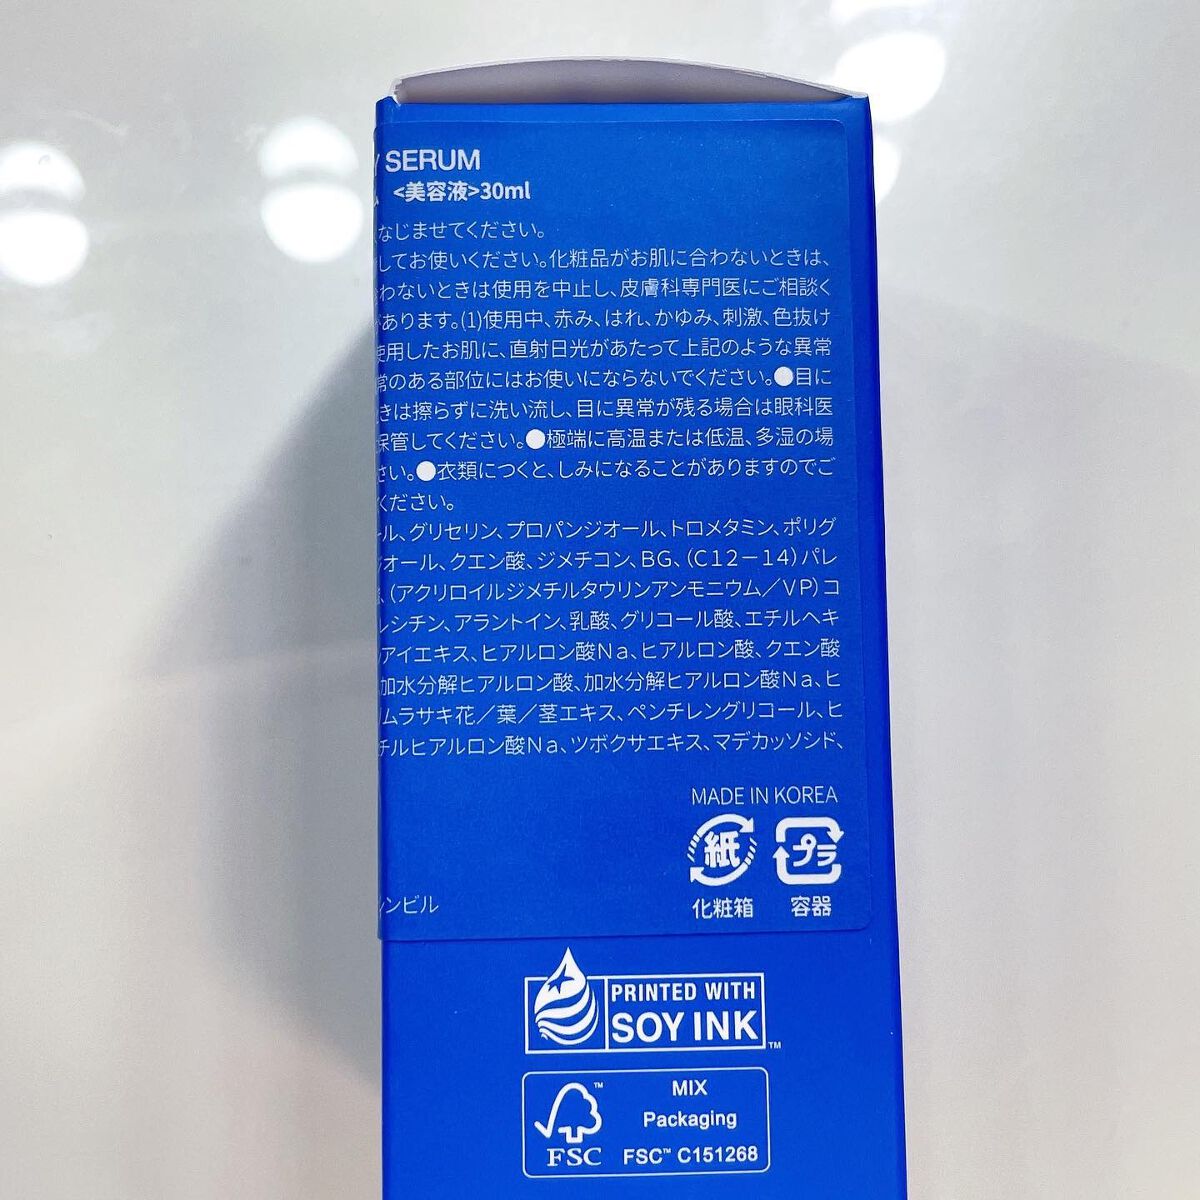 SERUM
<美容液>30ml
なじませてください。
してお使いください。化粧品がお肌に合わないときは、
わないときは使用を中止し、皮膚科専門医にご相談く
があります。(1)使用中、赤み、はれ、かゆみ、刺激、色抜け
使用したお肌に、直射日光があたって上記のような異常
常のある部位にはお使いにならないでください。●目に
きは擦らずに洗い流し、目に異常が残る場合は眼科医
保管してください。●極端に高温または低温、多湿の場
さい。●衣類につくと、しみになることがありますのでご
ください。
ール、グリセリン、プロパンジオール、トロメタミン、ポリグ
オール、クエン酸、ジメチコン、BG、(C12-14)パレ
、(アクリロイルジメチルタウリンアンモニウム/VP)コ
レシチン、アラントイン、乳酸、グリコール酸、エチルヘキ
アイエキス、ヒアルロン酸Na、ヒアルロン酸、クエン酸
加水分解ヒアルロン酸、加水分解ヒアルロン酸Na、ヒ
ムラサキ花/葉/茎エキス、ペンチレングリコール、ヒ
チルヒアルロン酸Na、ツボクサエキス、マデカッソシド、
MADE IN KOREA
紙 プラ
化粧箱 容器
ンビル
PRINTED WITH
SOY INK™
MIX
Packaging
FSC™ C151268
FSC™